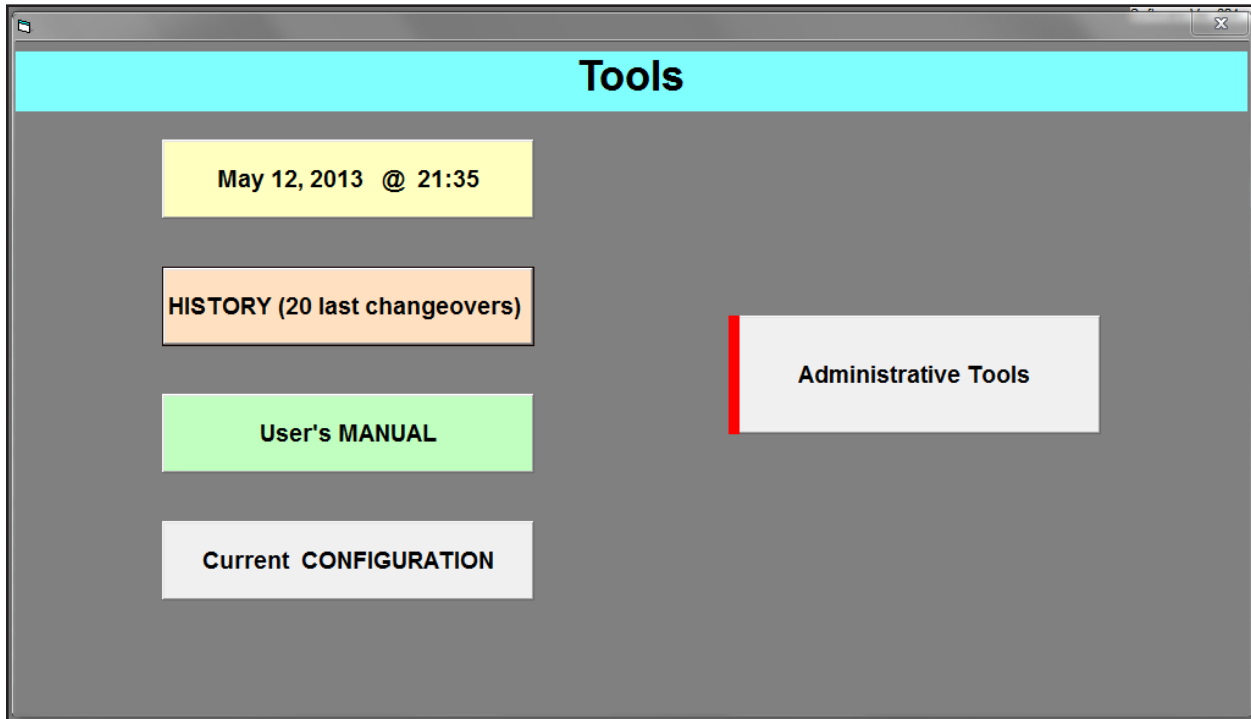 Tools
May 12, 2013 @ 21:35
HISTORY (20 last changeovers)
User's MANUAL
Current CONFIGURATION
Administrative Tools